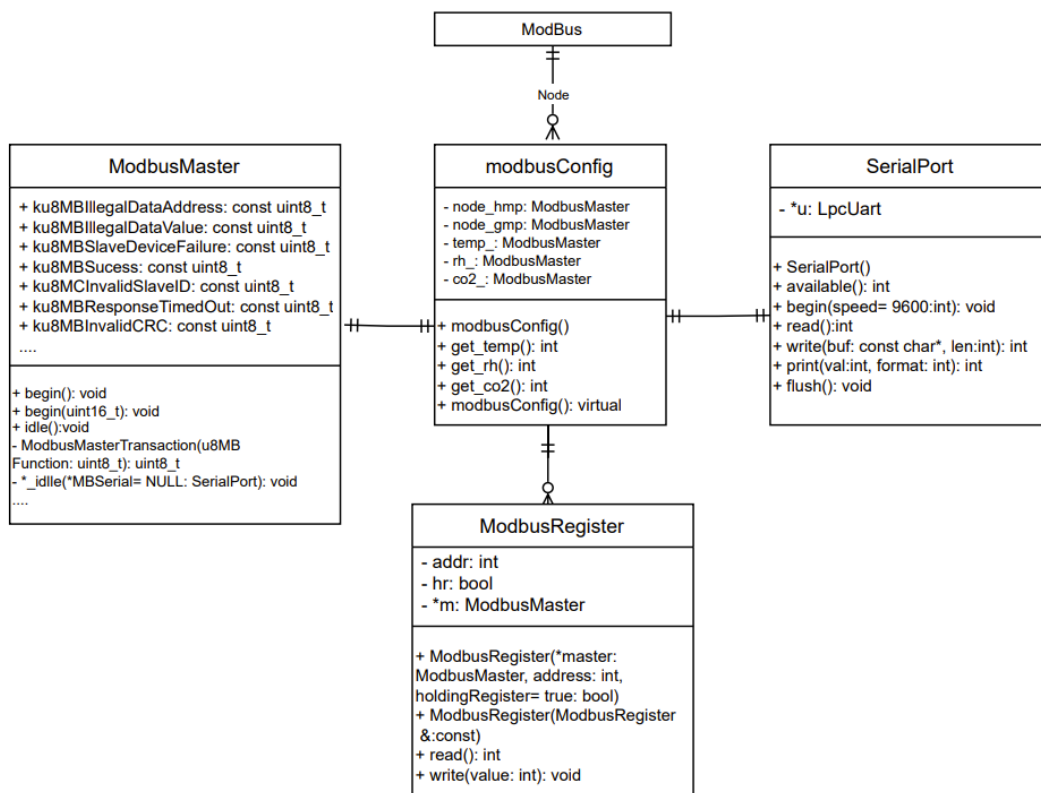 ModBus
Node
ModbusMaster
+ ku8MBIllegalDataAddress: const uint8_t
+ ku8MBIllegalDataValue: const uint8_t
+ ku8MBSlaveDeviceFailure: const uint8_t
+ ku8MBSucess: const uint8_t
+ ku8MCInvalidSlaveID: const uint8_t
+ ku8MBResponseTimedOut: const uint8_t
+ ku8MBInvalidCRC: const uint8_t
....
+ begin(): void
+ begin(uint16_t): void
+ idle():void
- ModbusMasterTransaction(u8MB
Function: uint8_t): uint8_t
- *_idlle(*MBSerial= NULL: SerialPort): void
....
modbusConfig
- node_hmp: ModbusMaster
- node_gmp: ModbusMaster
- temp_: ModbusMaster
- rh_: ModbusMaster
- co2_: ModbusMaster
+ modbusConfig()
+ get_temp(): int
+ get_rh(): int
+ get_co2(): int
+ modbusConfig(): virtual
SerialPort
- *u: LpcUart
+ SerialPort()
+ available(): int
+ begin(speed= 9600:int): void
+ read():int
+ write(buf: const char*, len:int): int
+ print(val:int, format: int): int
+ flush(): void
ModbusRegister
- addr: int
- hr: bool
- *m: ModbusMaster
+ ModbusRegister(*master:
ModbusMaster, address: int,
holdingRegister= true: bool)
+ ModbusRegister(ModbusRegister
&:const)
+ read(): int
+ write(value: int): void